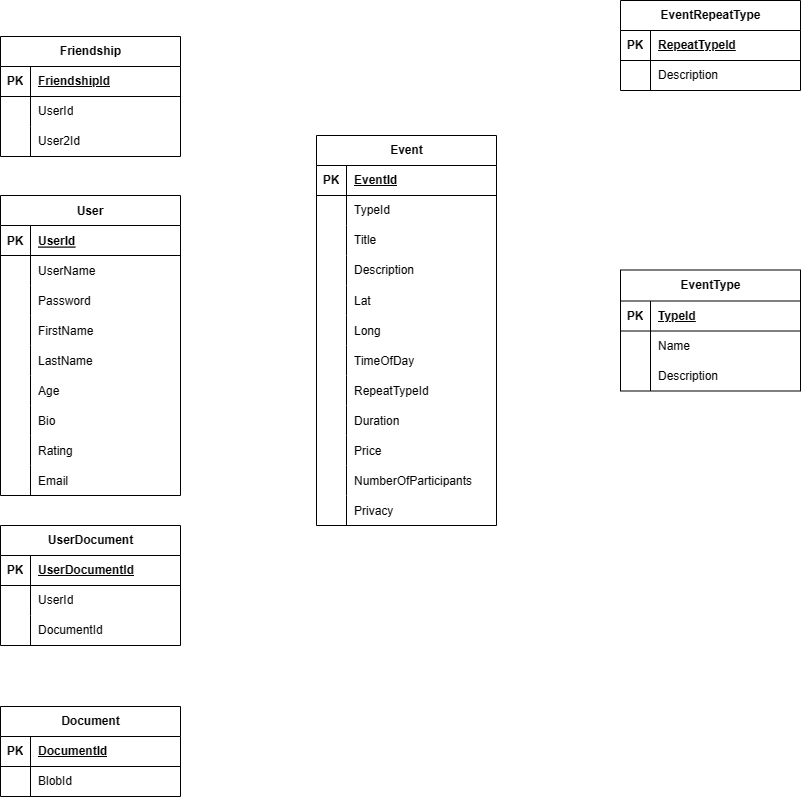 Friendship
PK FriendshipId
UserId
User2Id
User
PK UserId
UserName
Password
FirstName
LastName
Age
Bio
Rating
Email
UserDocument
PK UserDocumentId
UserId
DocumentId
Document
PK DocumentId
BlobId
Event
PK EventId
TypeId
Title
Description
Lat
Long
TimeOfDay
RepeatTypeId
Duration
Price
NumberOfParticipants
Privacy
EventRepeatType
PK RepeatTypeId
Description
EventType
PK TypeId
Name
Description